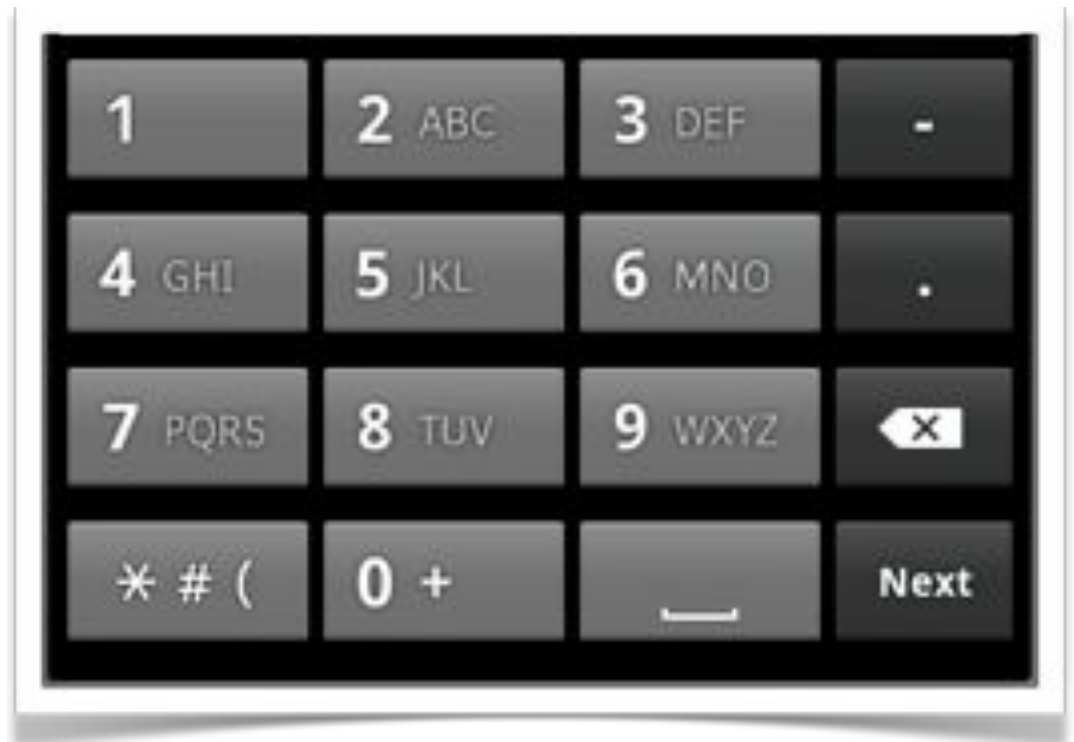 1 2 ABC 3 DEF -
4 GHI 5 JKL 6 MNO .
7 PQRS 8 TUV 9 WXYZ
* # ( 0 + Next